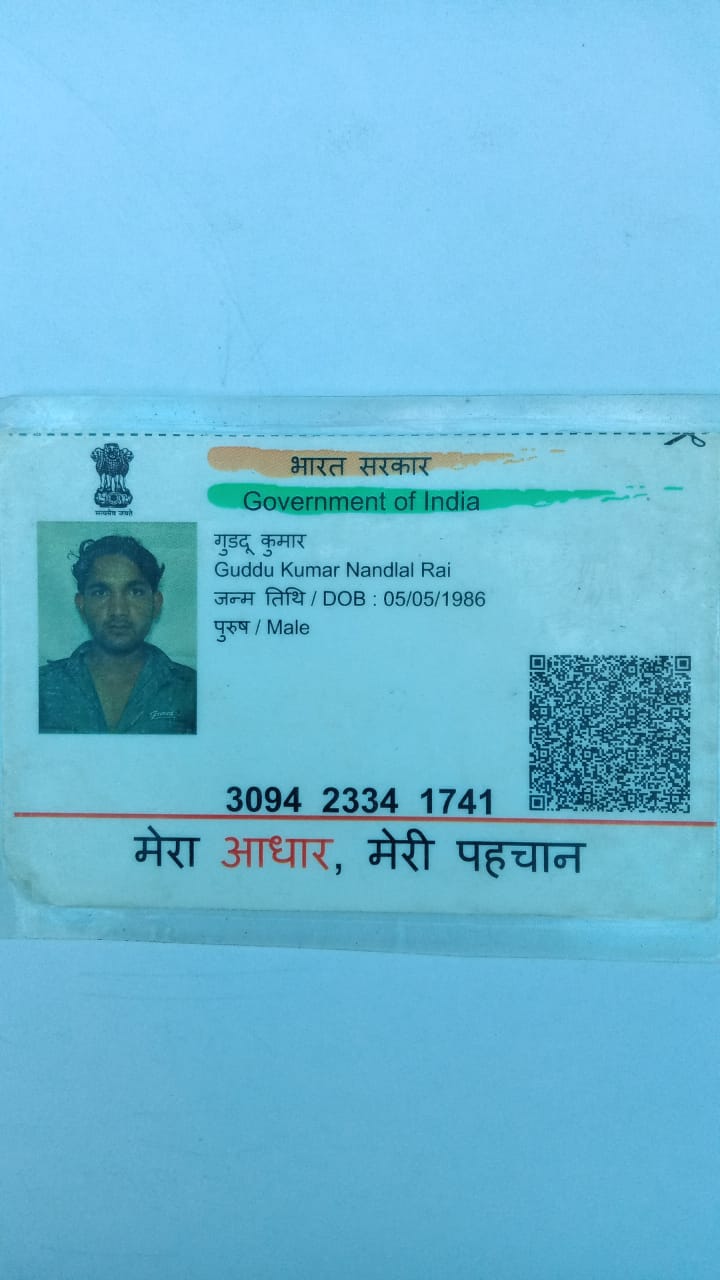 भारत सरकार
Government of India
सत्यमेव जयते
गुडदू कुमार
Guddu Kumar Nandlal Rai
जन्म तिथि / DOB : 05/05/1986
पुरुष / Male
3094 2334 1741
मेरा आधार, मेरी पहचान